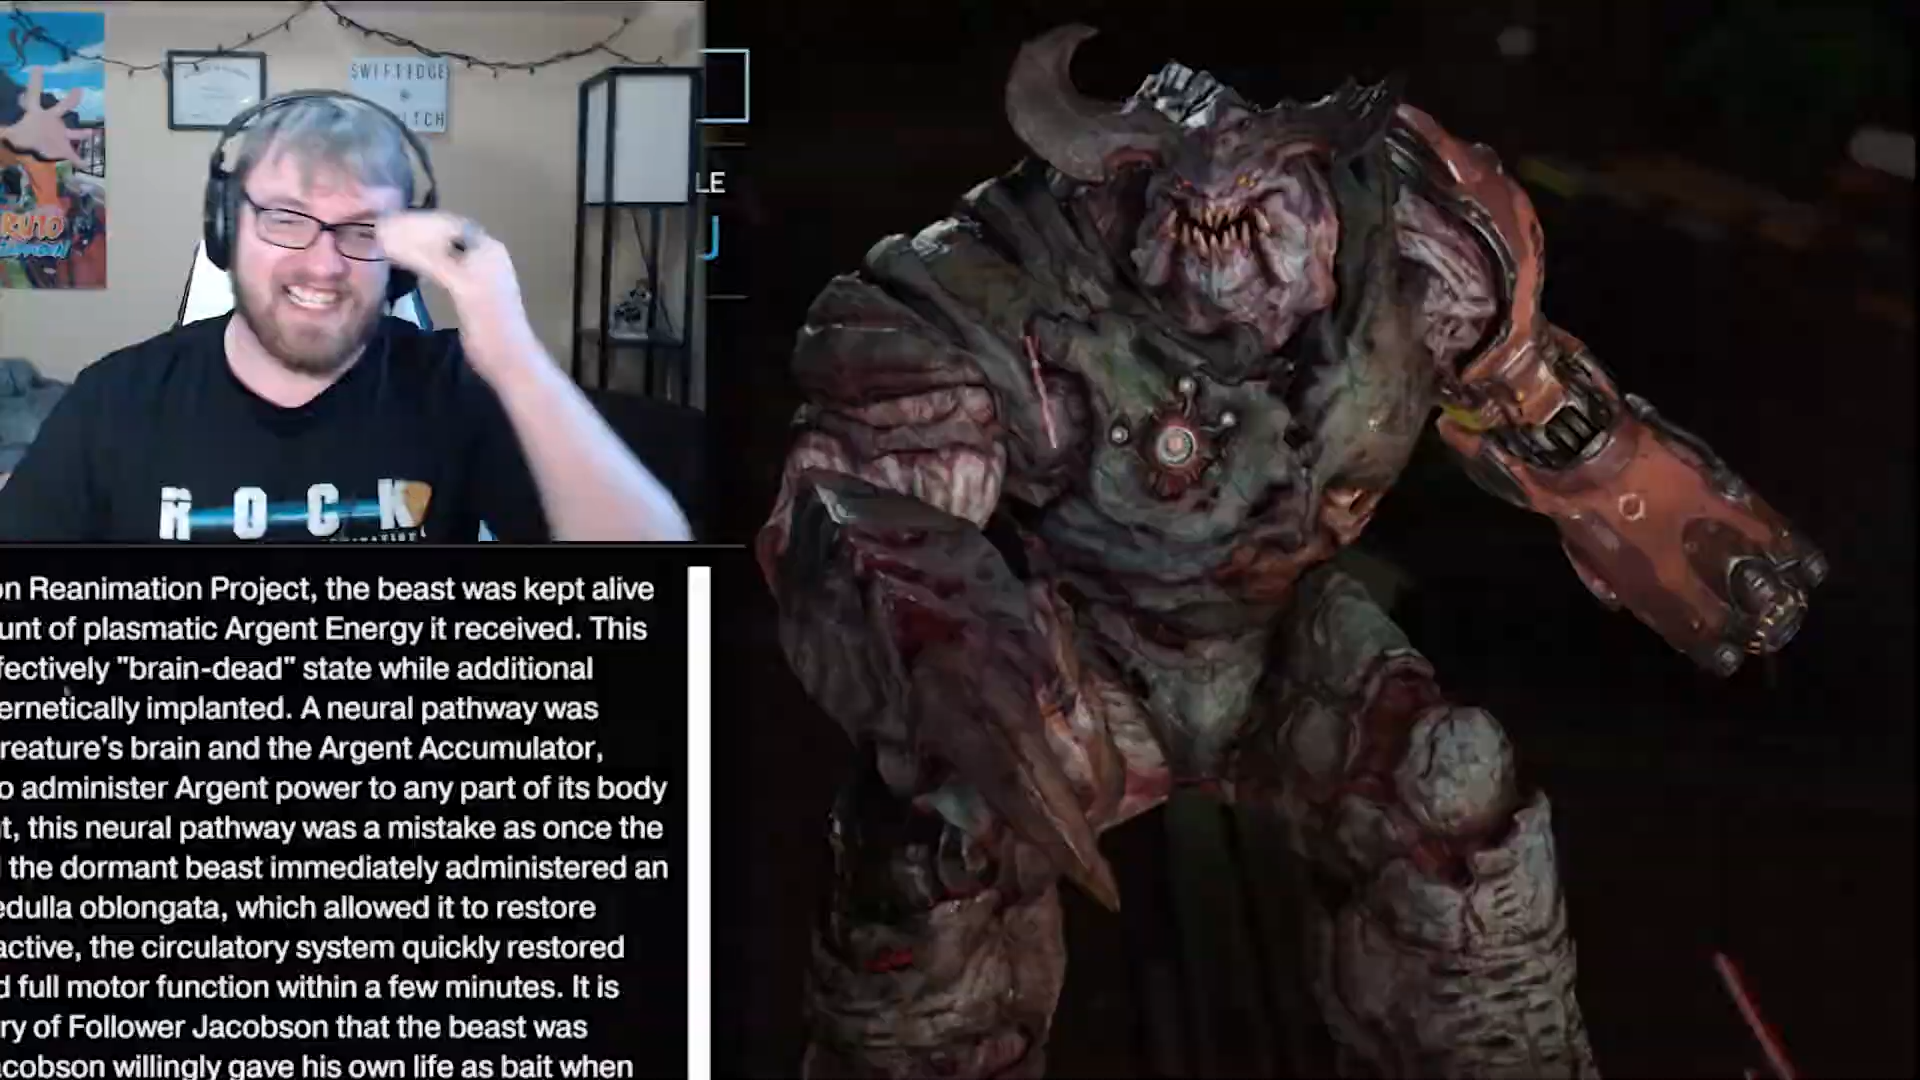 SWIFTIDGE
ITCH
RUTO
LE
ROCK
on Reanimation Project, the beast was kept alive
unt of plasmatic Argent Energy it received. This
fectively "brain-dead" state while additional
ernetically implanted. A neural pathway was
reature's brain and the Argent Accumulator,
o administer Argent power to any part of its body
t, this neural pathway was a mistake as once the
the dormant beast immediately administered an
edulla oblongata, which allowed it to restore
active, the circulatory system quickly restored
d full motor function within a few minutes. It is
ry of Follower Jacobson that the beast was
acobson willingly gave his own life as bait when